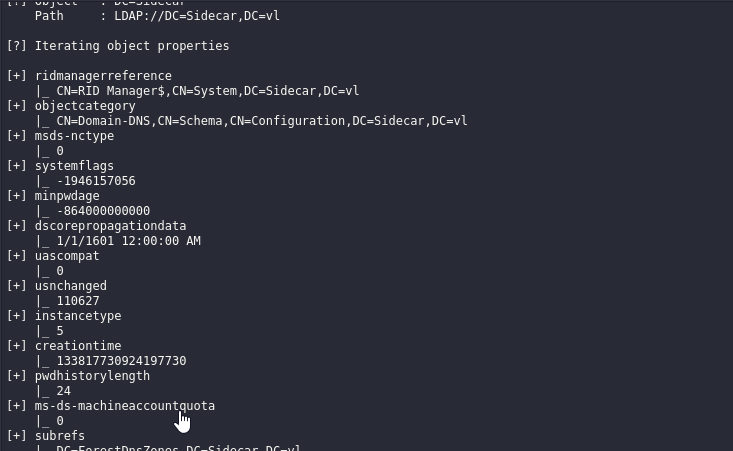 [?] Object   : DC=Sidecar
    Path     : LDAP://DC=Sidecar,DC=vl
[?] Iterating object properties
[+] ridmanagerreference
    |_ CN=RID Manager$,CN=System,DC=Sidecar,DC=vl
[+] objectcategory
    |_ CN=Domain-DNS,CN=Schema,CN=Configuration,DC=Sidecar,DC=vl
[+] msds-nctype
    |_ 0
[+] systemflags
    |_ -1946157056
[+] minpwdage
    |_ -864000000000
[+] dscorepropagationdata
    |_ 1/1/1601 12:00:00 AM
[+] uascompat
    |_ 0
[+] usnchanged
    |_ 110627
[+] instancetype
    |_ 5
[+] creationtime
    |_ 133817730924197730
[+] pwdhistorylength
    |_ 24
[+] ms-ds-machineaccountquota
    |_ 0
[+] subrefs
    |_ DC=ForestDnsZones,DC=Sidecar,DC=vl